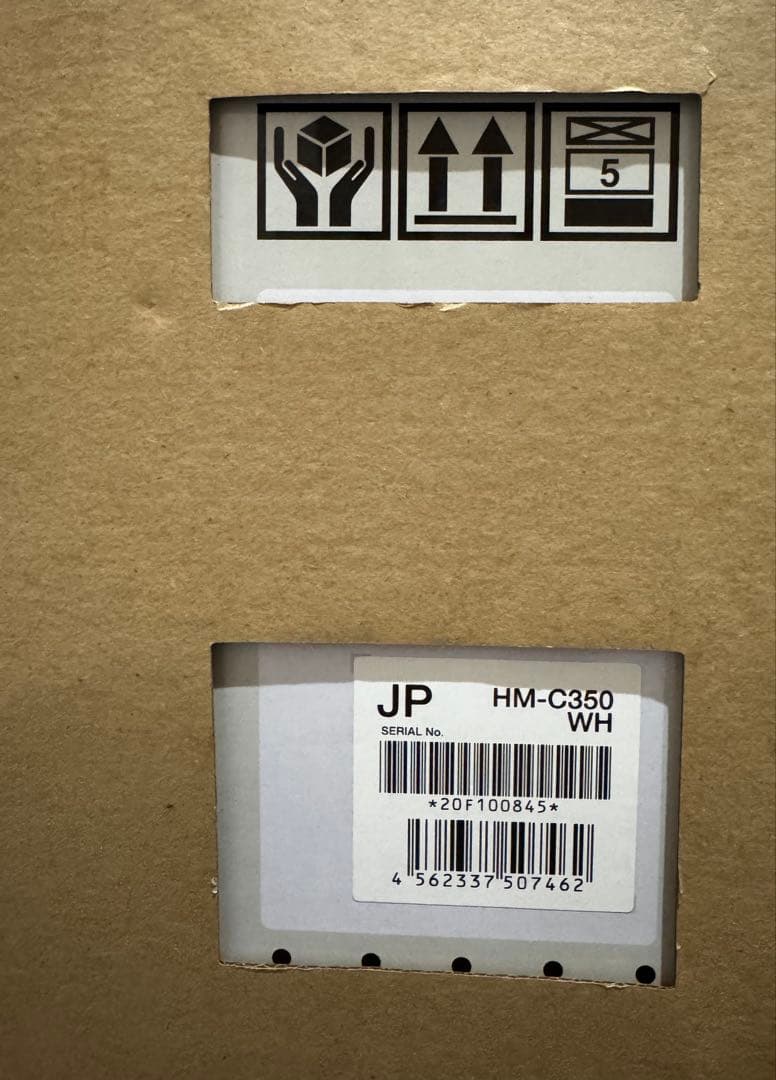 5
JP HM-C350
WH
SERIAL No.
*20F100845*
4 562337 507462